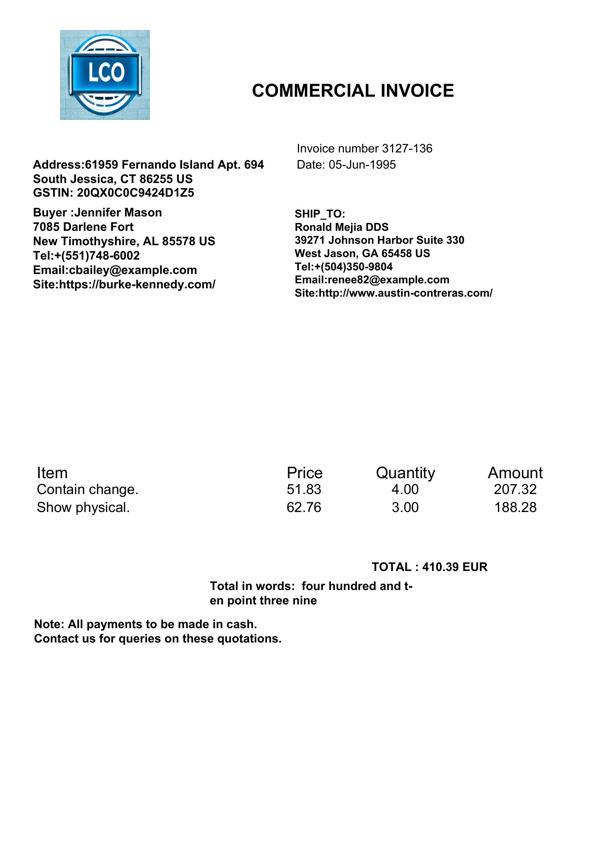 LCO
COMMERCIAL INVOICE
Invoice number 3127-136
Date: 05-Jun-1995
Address:61959 Fernando Island Apt. 694
South Jessica, CT 86255 US
GSTIN: 20QX0C0C9424D1Z5
Buyer :Jennifer Mason
7085 Darlene Fort
New Timothyshire, AL 85578 US
Tel:+(551)748-6002
Email:cbailey@example.com
Site:https://burke-kennedy.com/
SHIP_TO:
Ronald Mejia DDS
39271 Johnson Harbor Suite 330
West Jason, GA 65458 US
Tel:+(504)350-9804
Email:renee82@example.com
Site:http://www.austin-contreras.com/
Item Price Quantity Amount
Contain change. 51.83 4.00 207.32
Show physical. 62.76 3.00 188.28
TOTAL : 410.39 EUR
Total in words:  four hundred and t-
en point three nine
Note: All payments to be made in cash.
Contact us for queries on these quotations.